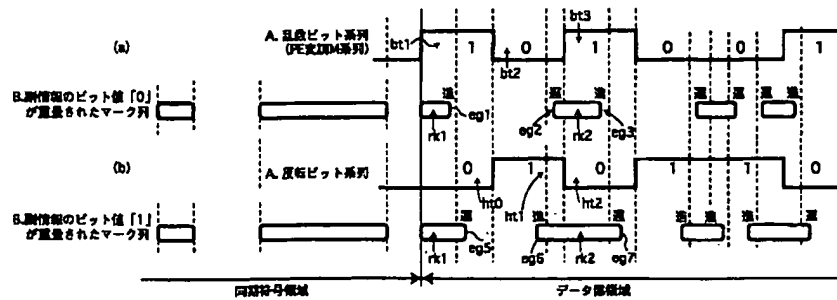 (a)
A. 乱数ビット系列
(PE変調M系列)
bt1
1
0
bt2
bt3
1
0
0
1
B.副情報のビット値「0」
が重畳されたマーク列
進
遅
進
遅
遅
遅
進
rk1
eg1
eg2
rk2
eg3
(b)
A. 反転ビット系列
0
1
0
1
1
0
ht0
ht1
ht2
B.副情報のビット値「1」
が重畳されたマーク列
遅
進
遅
進
進
進
遅
rk1
eg5
eg6
rk2
eg7
同期符号領域
データ部領域